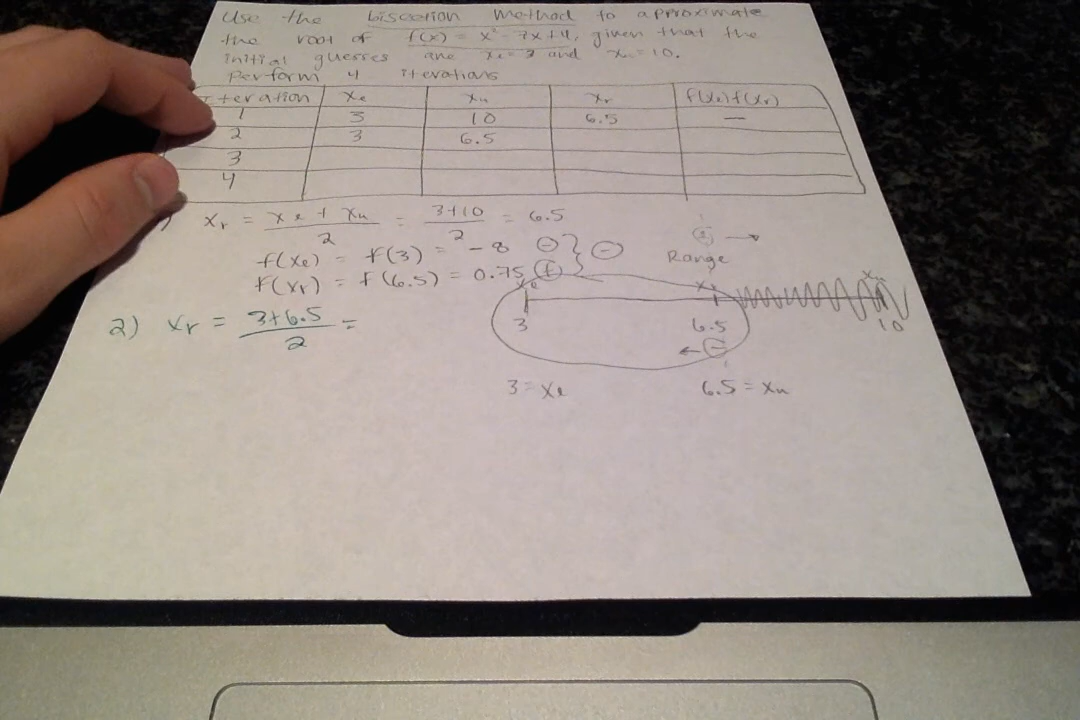 Use the bisection method to approximate
the root of f(x) = x² - 7x + 4, given that the
initial guesses are xₗ = 3 and xᵤ = 10.
Perform 4 iterations
Iteration xₗ xᵤ xᵣ f(xₗ)f(xᵣ)
1 3 10 6.5 —
2 3 6.5
3
4
) xᵣ = xₗ + xᵤ / 2 = 3+10 / 2 = 6.5
f(xₗ) = f(3) = -8 ⊖ } ⊖
f(xᵣ) = f(6.5) = 0.75 ⊕
Range
xₗ xᵣ xᵤ
3 6.5 10
← ⊖
3 = xₗ 6.5 = xᵤ
2) xᵣ = 3+6.5 / 2 =